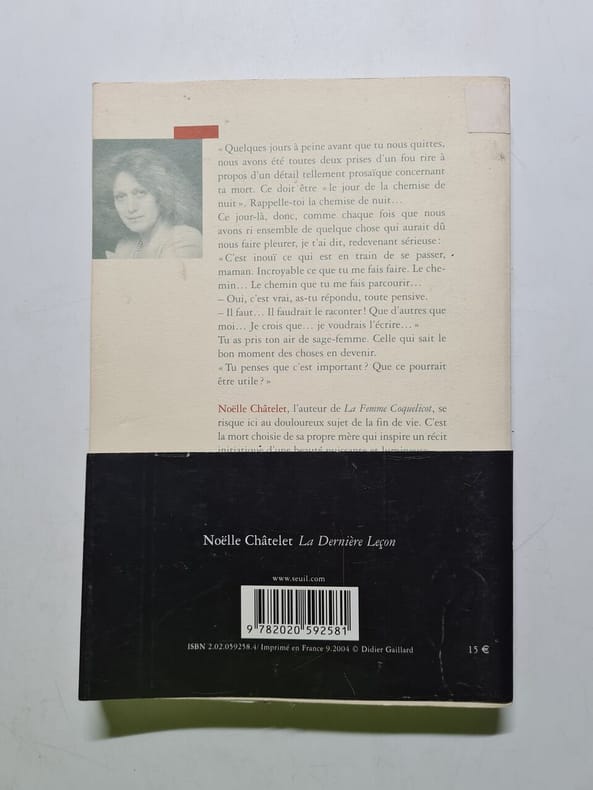 « Quelques jours à peine avant que tu nous quittes,
nous avons été toutes deux prises d'un fou rire à
propos d'un détail tellement prosaïque concernant
ta mort. Ce doit être « le jour de la chemise de
nuit ». Rappelle-toi la chemise de nuit…
Ce jour-là, donc, comme chaque fois que nous
avons ri ensemble de quelque chose qui aurait dû
nous faire pleurer, je t'ai dit, redevenant sérieuse :
« C'est inouï ce qui est en train de se passer,
maman. Incroyable ce que tu me fais faire. Le che-
min… Le chemin que tu me fais parcourir…
– Oui, c'est vrai, as-tu répondu, toute pensive.
– Il faut… Il faudrait le raconter ! Que d'autres que
moi… Je crois que… je voudrais l'écrire… »
Tu as pris ton air de sage-femme. Celle qui sait le
bon moment des choses en devenir.
« Tu penses que c'est important ? Que ce pourrait
être utile ? »
Noëlle Châtelet, l'auteur de La Femme Coquelicot, se
risque ici au douloureux sujet de la fin de vie. C'est
la mort choisie de sa propre mère qui inspire un récit
initiatique d'une beauté puissante et lumineuse.
Noëlle Châtelet La Dernière Leçon
www.seuil.com
9 782020 592581
ISBN 2.02.059258.4 / Imprimé en France 9.2004 © Didier Gaillard
15 €